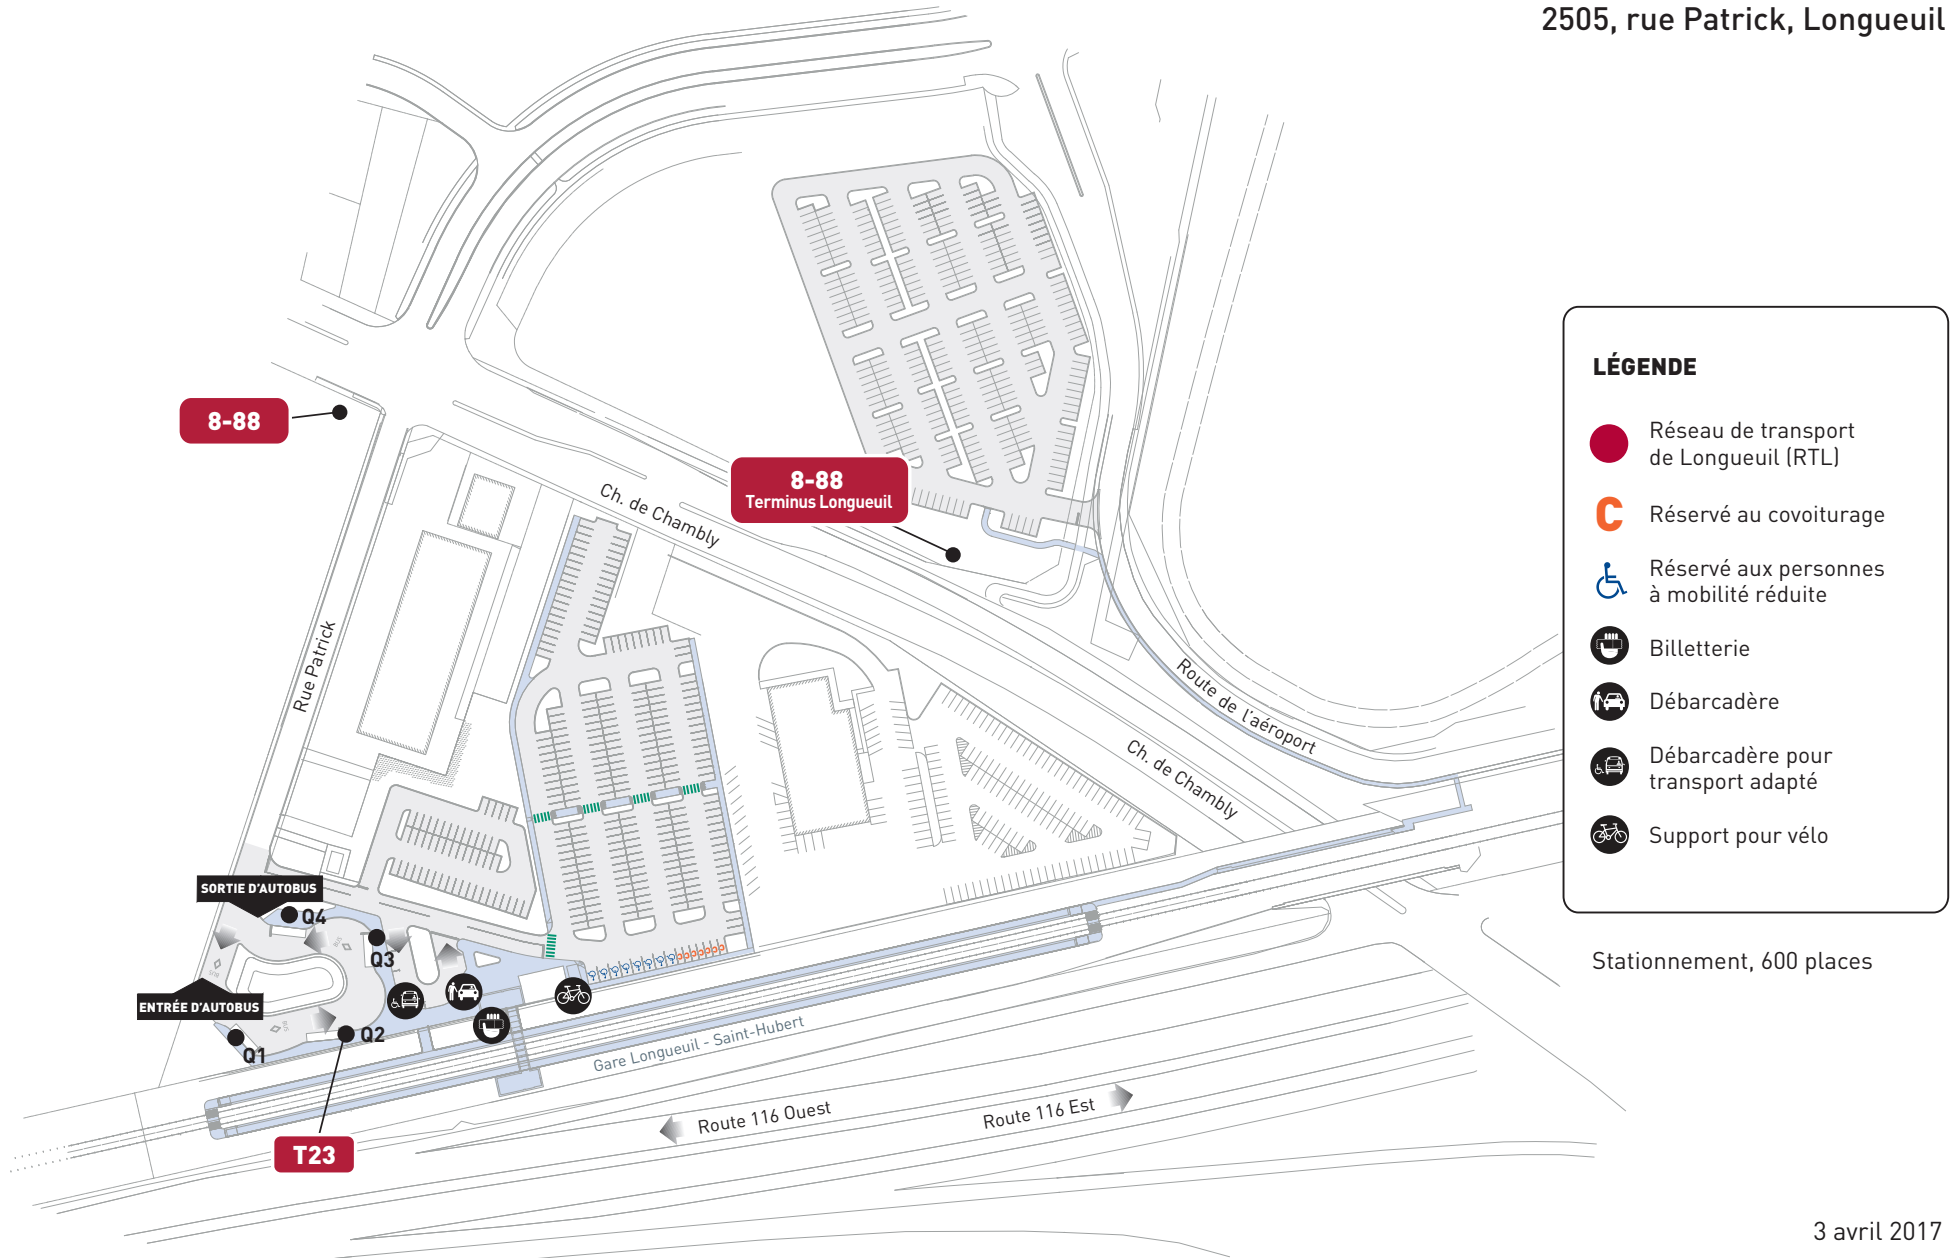 2505, rue Patrick, Longueuil
8-88
8-88
Terminus Longueuil
Ch. de Chambly
Rue Patrick
Route de l'aéroport
Ch. de Chambly
SORTIE D'AUTOBUS
Q4
Q3
BUS
BUS
ENTRÉE D'AUTOBUS
BUS
Q2
Q1
Gare Longueuil - Saint-Hubert
Route 116 Ouest
Route 116 Est
T23
LÉGENDE
Réseau de transport
de Longueuil (RTL)
C
Réservé au covoiturage
Réservé aux personnes
à mobilité réduite
Billetterie
Débarcadère
Débarcadère pour
transport adapté
Support pour vélo
Stationnement, 600 places
3 avril 2017